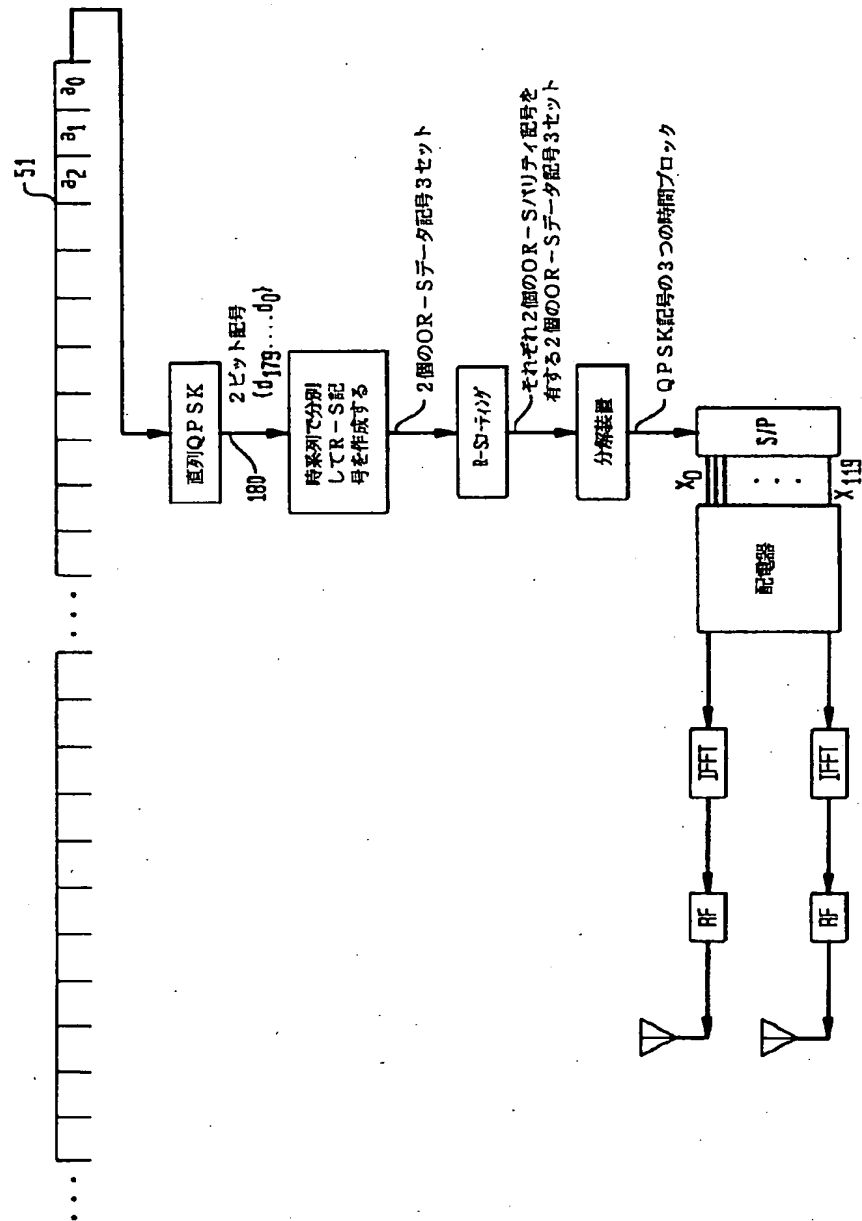 51
a2 a1 a0
直列QPSK
2ビット記号
{d179....d0}
180
時系列で分別
してR-S記
号を作成する
2個のOR-Sデータ記号3セット
R-Sコーティング
それぞれ2個のOR-Sパリティ記号を
有する2個のOR-Sデータ記号3セット
分解装置
QPSK記号の3つの時間ブロック
S/P
X0
X119
配電器
IFFT
IFFT
RF
RF